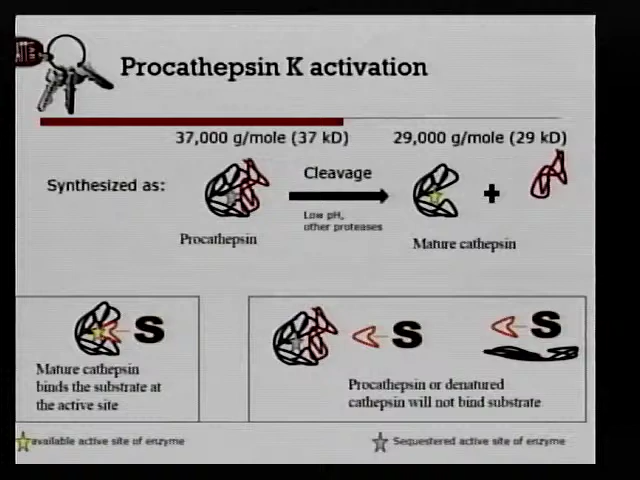 Procathepsin K activation
37,000 g/mole (37 kD)
29,000 g/mole (29 kD)
Synthesized as:
Cleavage
+
Low pH,
other proteases
Procathepsin
Mature cathepsin
S
Mature cathepsin
binds the substrate at
the active site
S
S
Procathepsin or denatured
cathepsin will not bind substrate
available active site of enzyme
Sequestered active site of enzyme